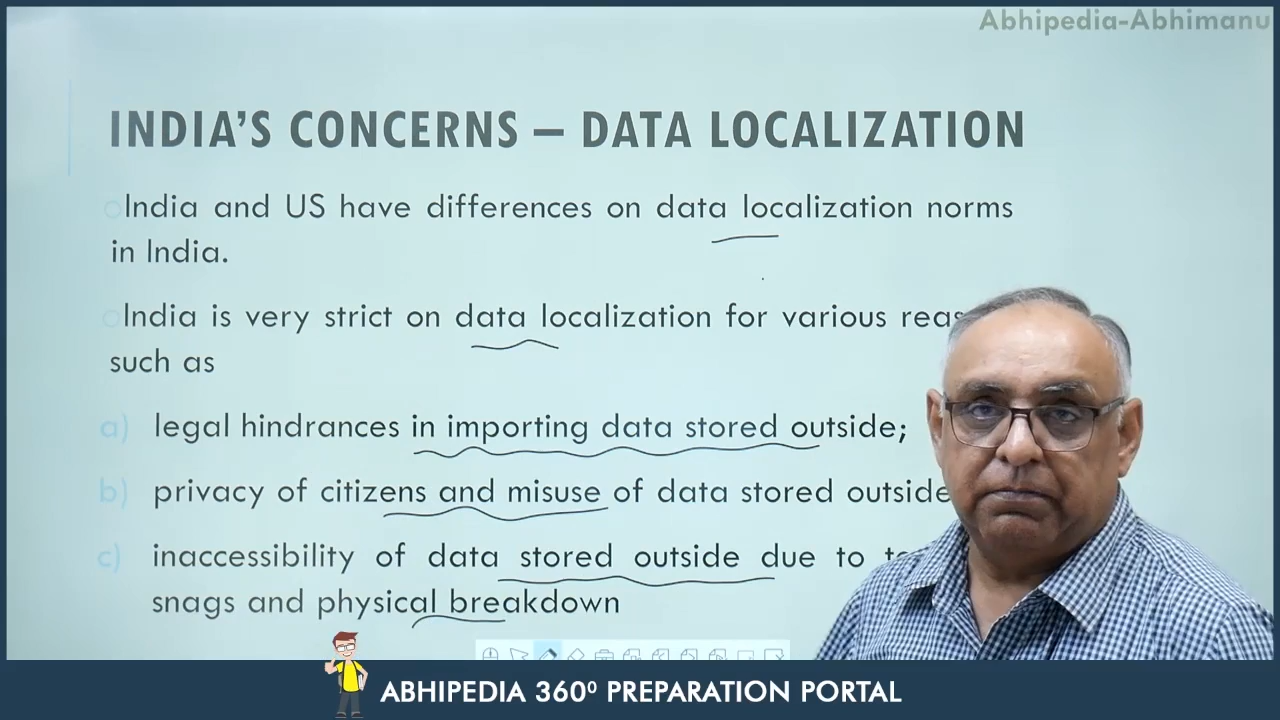 Abhipedia-Abhimanu
INDIA'S CONCERNS – DATA LOCALIZATION
India and US have differences on data localization norms
in India.
India is very strict on data localization for various
such as
a) legal hindrances in importing data stored outside;
b) privacy of citizens and misuse of data stored outside
c) inaccessibility of data stored outside due to
snags and physical breakdown
ABHIPEDIA 360⁰ PREPARATION PORTAL